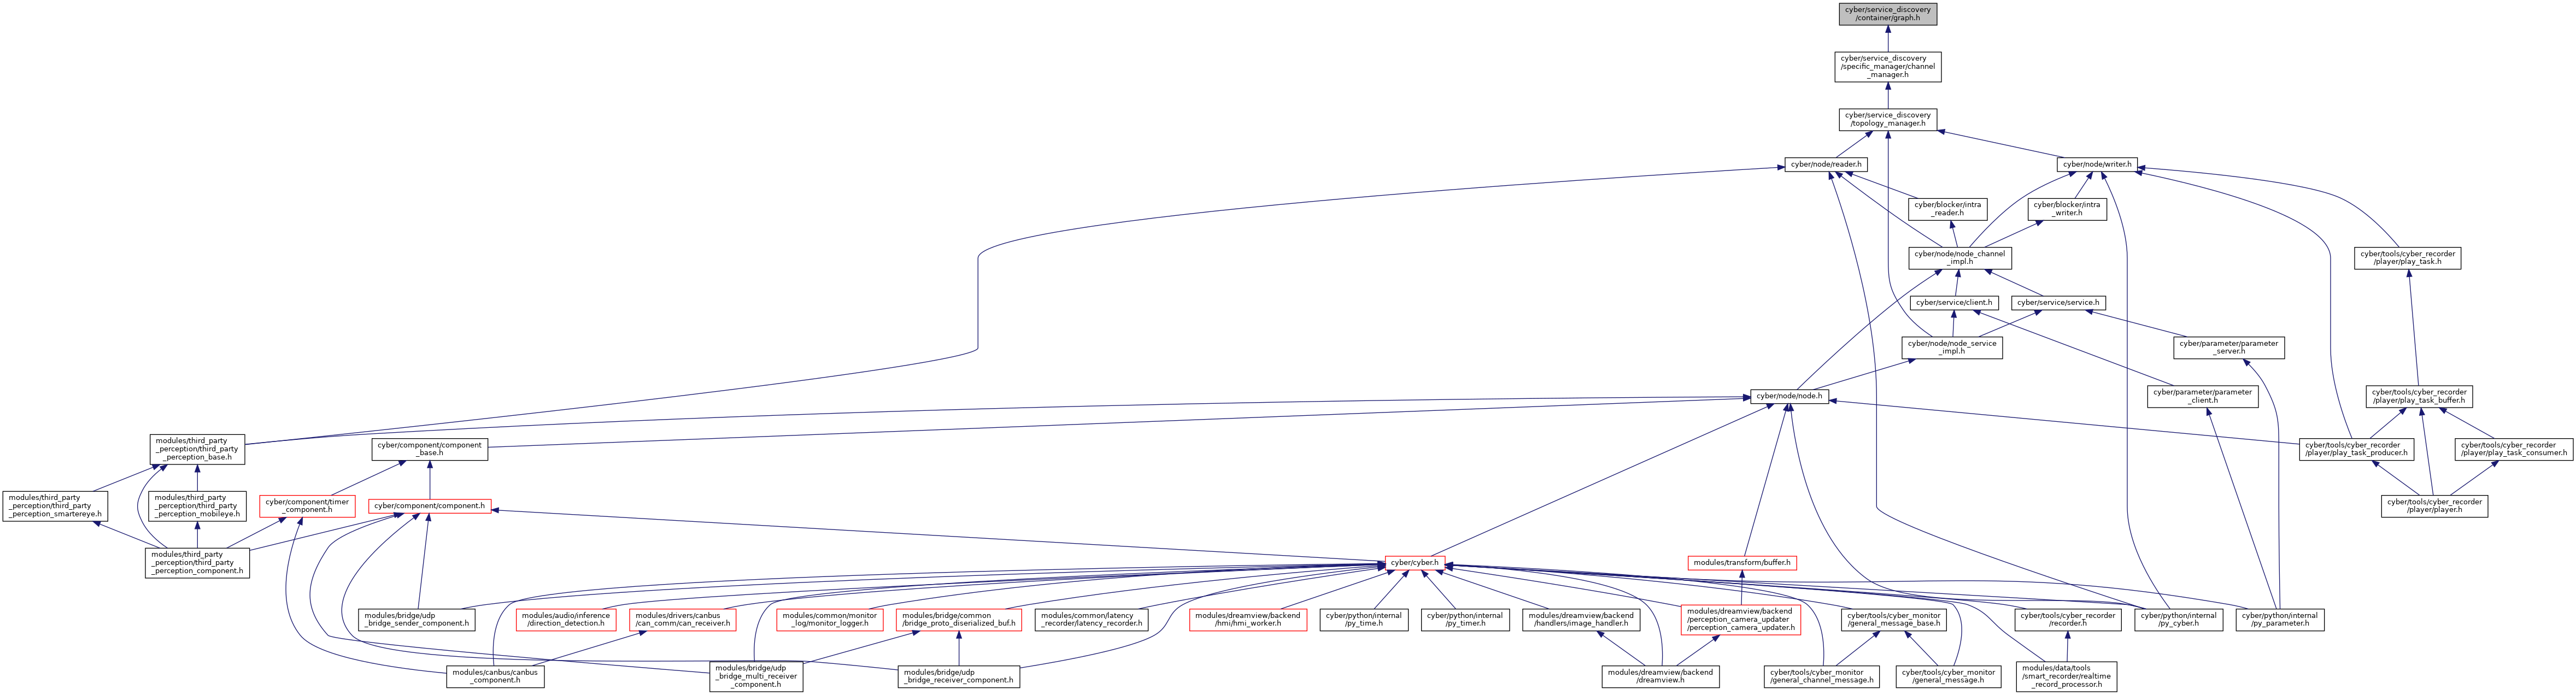 cyber/service_discovery
/container/graph.h
cyber/service_discovery
/specific_manager/channel
_manager.h
cyber/service_discovery
/topology_manager.h
cyber/node/reader.h
cyber/node/writer.h
cyber/blocker/intra
_reader.h
cyber/blocker/intra
_writer.h
cyber/node/node_channel
_impl.h
cyber/tools/cyber_recorder
/player/play_task.h
cyber/service/client.h
cyber/service/service.h
cyber/node/node_service
_impl.h
cyber/parameter/parameter
_server.h
cyber/node/node.h
cyber/parameter/parameter
_client.h
cyber/tools/cyber_recorder
/player/play_task_buffer.h
modules/third_party
_perception/third_party
_perception_base.h
cyber/component/component
_base.h
cyber/tools/cyber_recorder
/player/play_task_producer.h
cyber/tools/cyber_recorder
/player/play_task_consumer.h
modules/third_party
_perception/third_party
_perception_smartereye.h
modules/third_party
_perception/third_party
_perception_mobileye.h
cyber/component/timer
_component.h
cyber/component/component.h
cyber/tools/cyber_recorder
/player/player.h
modules/third_party
_perception/third_party
_perception_component.h
cyber/cyber.h
modules/transform/buffer.h
modules/bridge/udp
_bridge_sender_component.h
modules/audio/inference
/direction_detection.h
modules/drivers/canbus
/can_comm/can_receiver.h
modules/common/monitor
_log/monitor_logger.h
modules/bridge/common
/bridge_proto_diserialized_buf.h
modules/common/latency
_recorder/latency_recorder.h
modules/dreamview/backend
/hmi/hmi_worker.h
cyber/python/internal
/py_time.h
cyber/python/internal
/py_timer.h
modules/dreamview/backend
/handlers/image_handler.h
modules/dreamview/backend
/perception_camera_updater
/perception_camera_updater.h
cyber/tools/cyber_monitor
/general_message_base.h
cyber/tools/cyber_recorder
/recorder.h
cyber/python/internal
/py_cyber.h
cyber/python/internal
/py_parameter.h
modules/canbus/canbus
_component.h
modules/bridge/udp
_bridge_multi_receiver
_component.h
modules/bridge/udp
_bridge_receiver_component.h
modules/dreamview/backend
/dreamview.h
cyber/tools/cyber_monitor
/general_channel_message.h
cyber/tools/cyber_monitor
/general_message.h
modules/data/tools
/smart_recorder/realtime
_record_processor.h